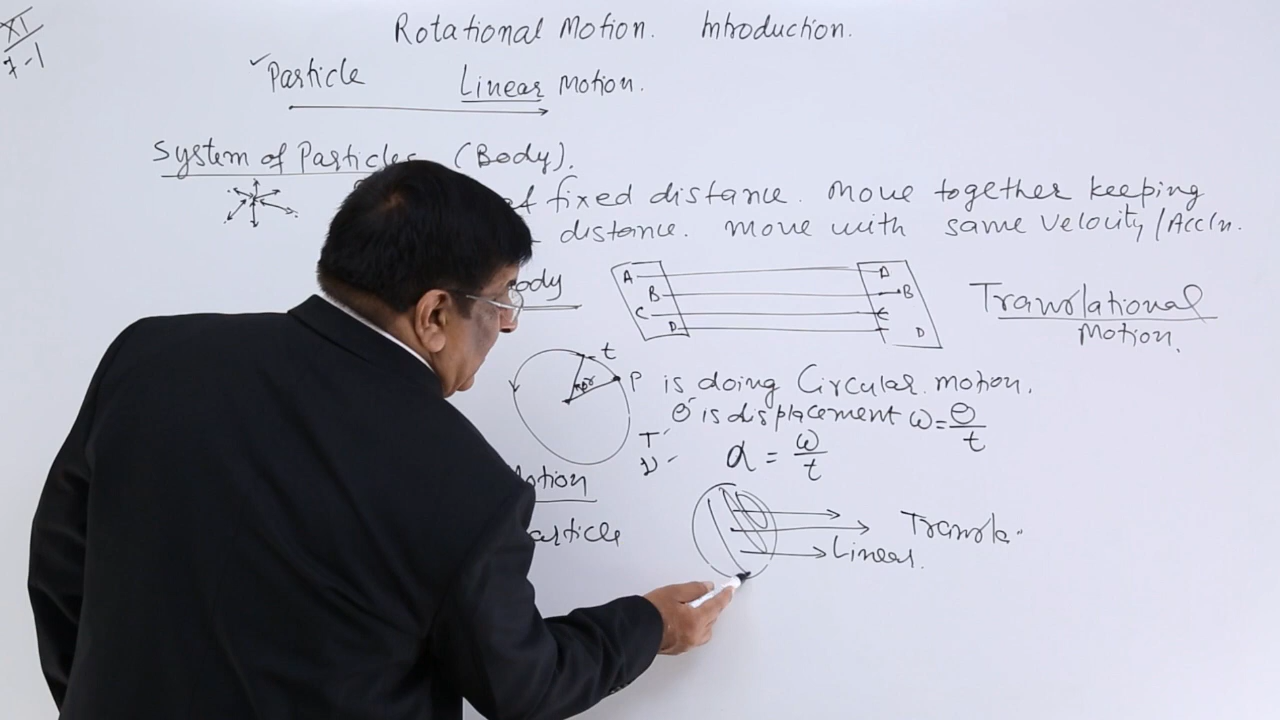 XI
7-1
Rotational Motion. Introduction.
Particle Linear Motion.
System of Particles (Body).
of fixed distance. move together keeping
distance. move with same velocity/Accln.
ody
A B C D
A B C D
Translational
Motion.
t
θ r
P is doing Circular motion.
θ is displacement ω = θ/t
T
ν
α = ω/t
Motion
article
Transla
Linear.